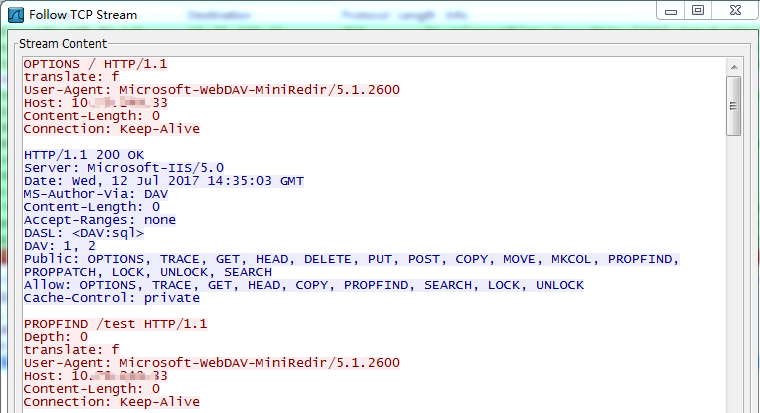 Follow TCP Stream
Stream Content
OPTIONS / HTTP/1.1
translate: f
User-Agent: Microsoft-WebDAV-MiniRedir/5.1.2600
Host: 10. 33
Content-Length: 0
Connection: Keep-Alive
HTTP/1.1 200 OK
Server: Microsoft-IIS/5.0
Date: Wed, 12 Jul 2017 14:35:03 GMT
MS-Author-Via: DAV
Content-Length: 0
Accept-Ranges: none
DASL: <DAV:sql>
DAV: 1, 2
Public: OPTIONS, TRACE, GET, HEAD, DELETE, PUT, POST, COPY, MOVE, MKCOL, PROPFIND,
PROPPATCH, LOCK, UNLOCK, SEARCH
Allow: OPTIONS, TRACE, GET, HEAD, COPY, PROPFIND, SEARCH, LOCK, UNLOCK
Cache-Control: private
PROPFIND /test HTTP/1.1
Depth: 0
translate: f
User-Agent: Microsoft-WebDAV-MiniRedir/5.1.2600
Host: 10. 33
Content-Length: 0
Connection: Keep-Alive